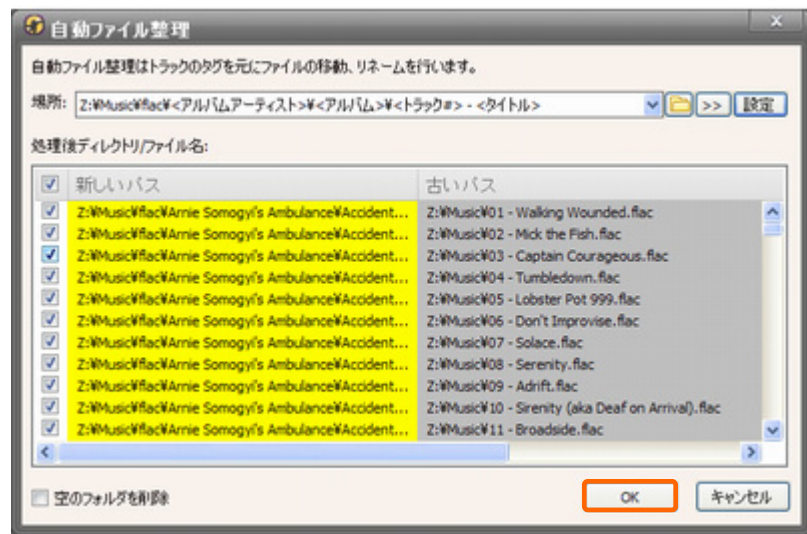 自動ファイル整理
自動ファイル整理はトラックのタグを元にファイルの移動、リネームを行います。
場所: Z:¥Music¥flac¥<アルバムアーティスト>¥<アルバム>¥<トラック#> - <タイトル> >> 設定
処理後ディレクトリ/ファイル名:
新しいパス 古いパス
Z:¥Music¥flac¥Arnie Somogyi's Ambulance¥Accident... Z:¥Music¥01 - Walking Wounded.flac
Z:¥Music¥flac¥Arnie Somogyi's Ambulance¥Accident... Z:¥Music¥02 - Mick the Fish.flac
Z:¥Music¥flac¥Arnie Somogyi's Ambulance¥Accident... Z:¥Music¥03 - Captain Courageous.flac
Z:¥Music¥flac¥Arnie Somogyi's Ambulance¥Accident... Z:¥Music¥04 - Tumbledown.flac
Z:¥Music¥flac¥Arnie Somogyi's Ambulance¥Accident... Z:¥Music¥05 - Lobster Pot 999.flac
Z:¥Music¥flac¥Arnie Somogyi's Ambulance¥Accident... Z:¥Music¥06 - Don't Improvise.flac
Z:¥Music¥flac¥Arnie Somogyi's Ambulance¥Accident... Z:¥Music¥07 - Solace.flac
Z:¥Music¥flac¥Arnie Somogyi's Ambulance¥Accident... Z:¥Music¥08 - Serenity.flac
Z:¥Music¥flac¥Arnie Somogyi's Ambulance¥Accident... Z:¥Music¥09 - Adrift.flac
Z:¥Music¥flac¥Arnie Somogyi's Ambulance¥Accident... Z:¥Music¥10 - Sirenity (aka Deaf on Arrival).flac
Z:¥Music¥flac¥Arnie Somogyi's Ambulance¥Accident... Z:¥Music¥11 - Broadside.flac
空のフォルダを削除 OK キャンセル